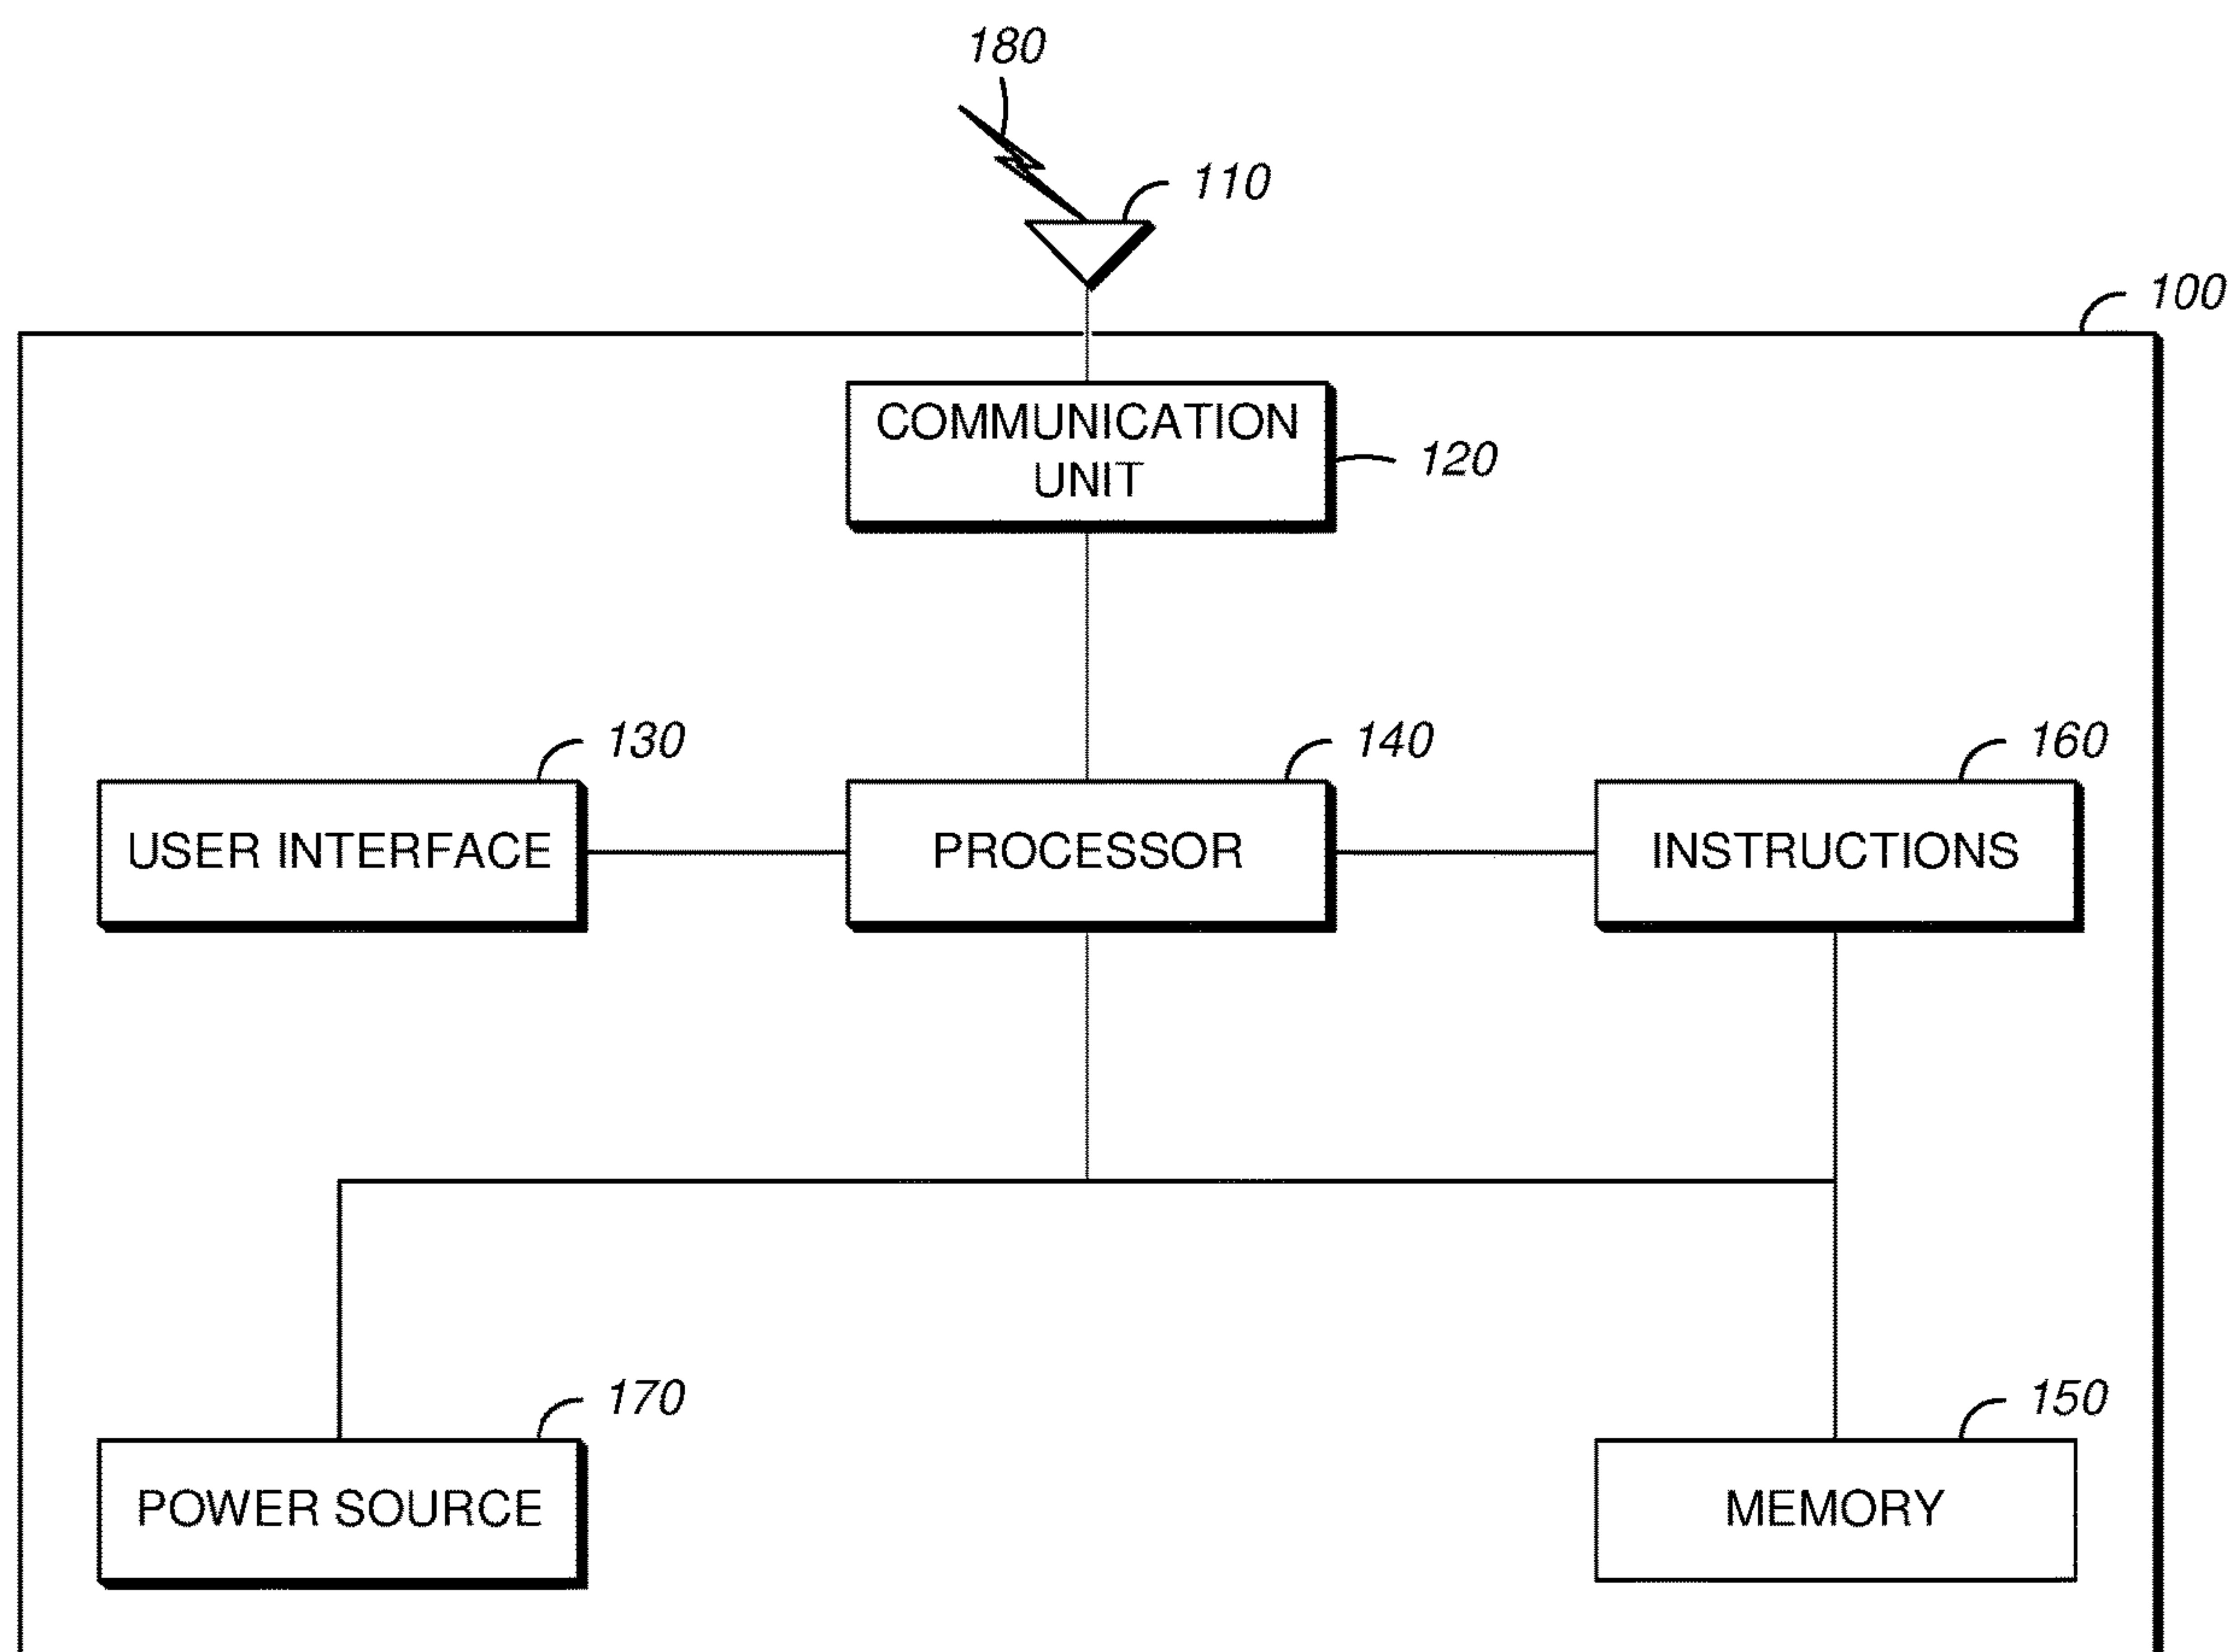 180
110
100
COMMUNICATION
UNIT
120
130
140
160
USER INTERFACE
PROCESSOR
INSTRUCTIONS
170
150
POWER SOURCE
MEMORY